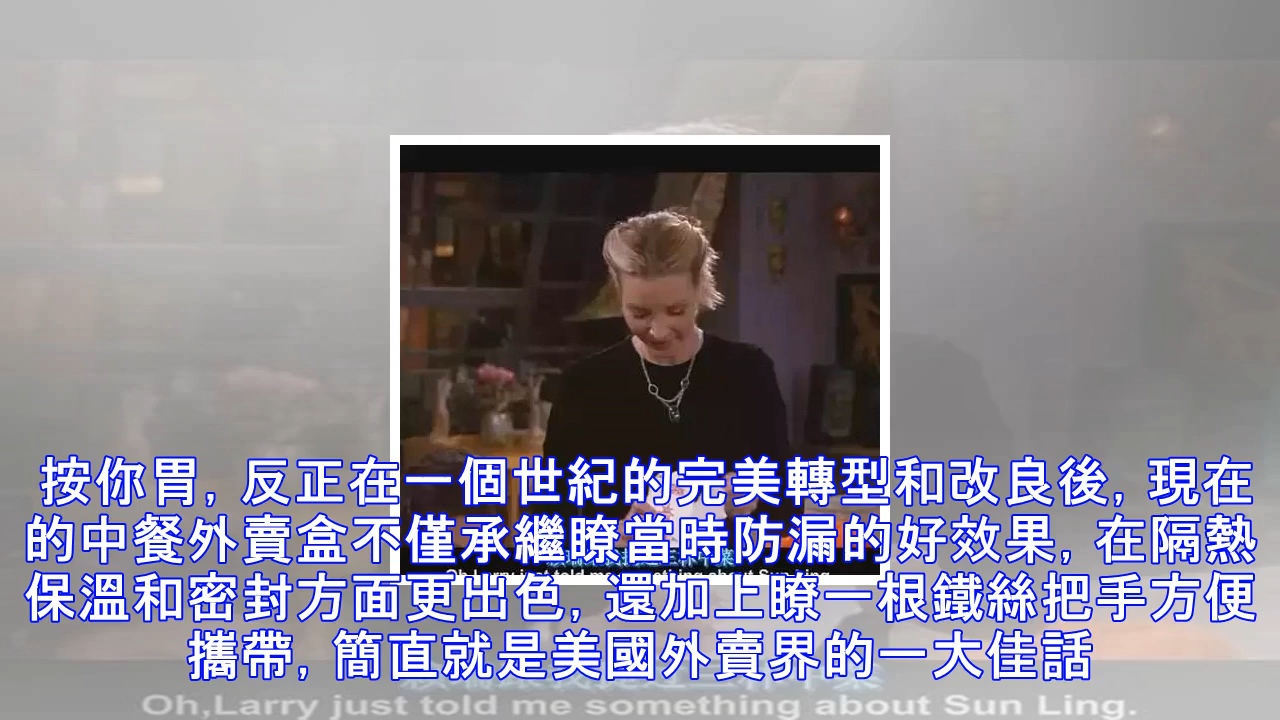 按你胃, 反正在一個世紀的完美轉型和改良後, 現在
的中餐外賣盒不僅承繼瞭當時防漏的好效果, 在隔熱
保溫和密封方面更出色, 還加上瞭一根鐵絲把手方便
攜帶, 簡直就是美國外賣界的一大佳話
Oh,Larry just told me something about Sun Ling.